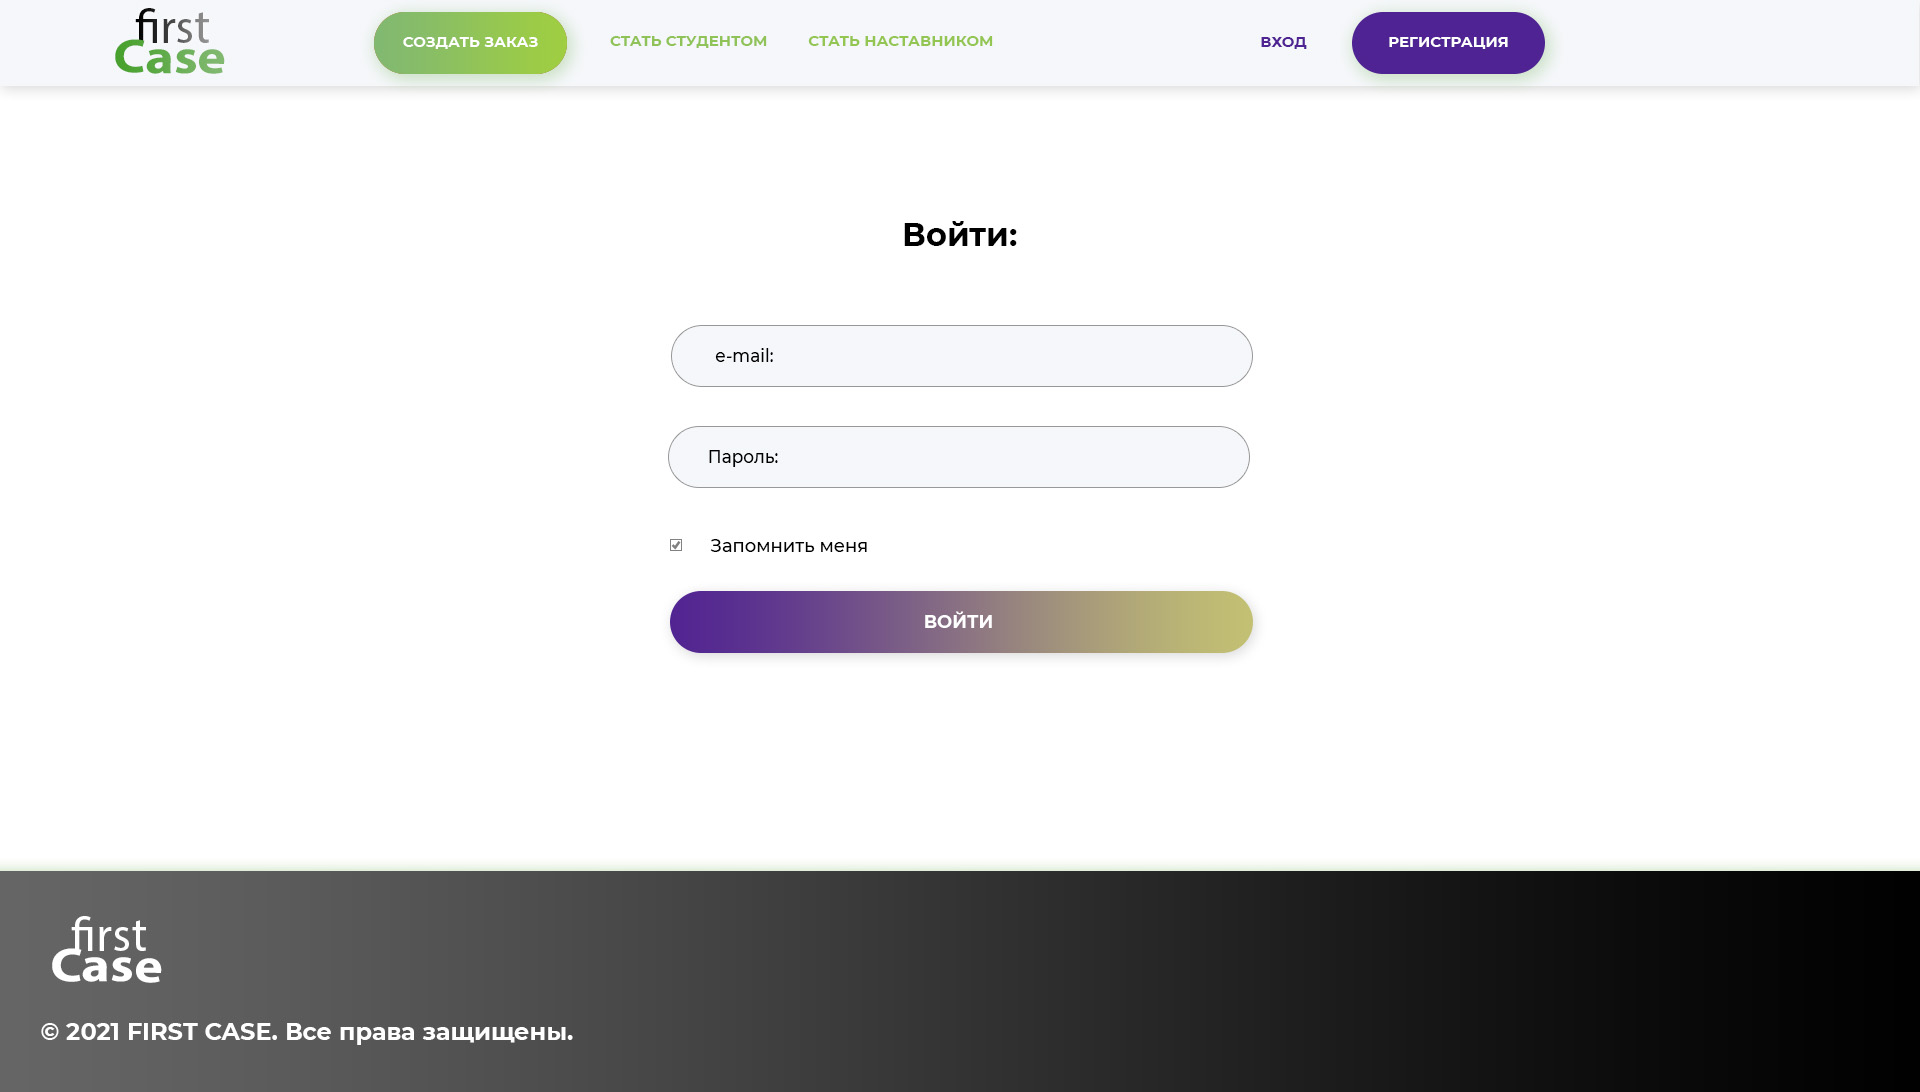 first
Case
СОЗДАТЬ ЗАКАЗ
СТАТЬ СТУДЕНТОМ
СТАТЬ НАСТАВНИКОМ
ВХОД
РЕГИСТРАЦИЯ
Войти:
e-mail:
Пароль:
Запомнить меня
ВОЙТИ
first
Case
© 2021 FIRST CASE. Все права защищены.